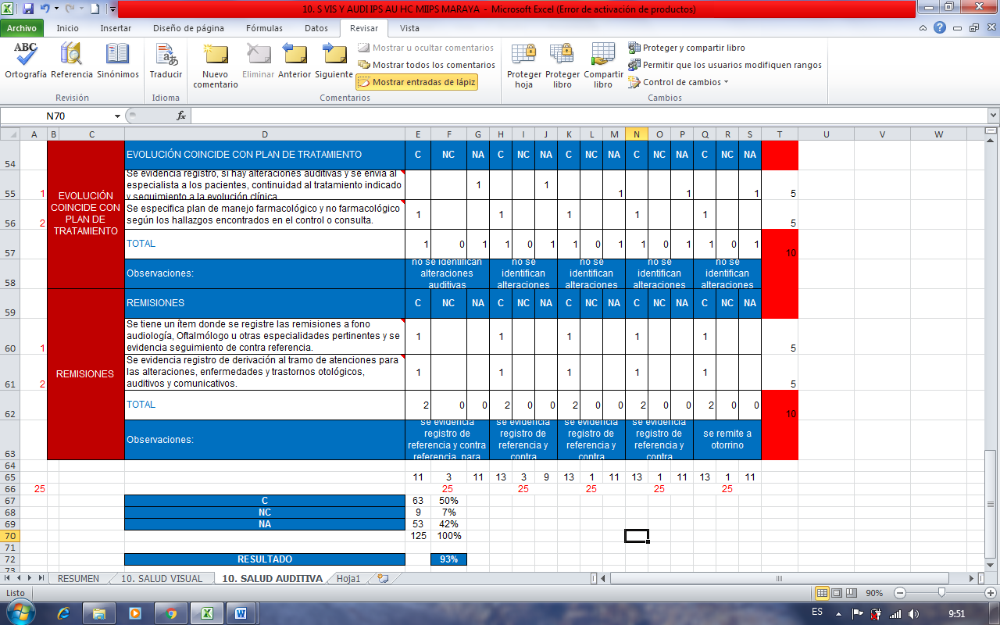 10. S VIS Y AUDI IPS AU HC MIIPS MARAYA - Microsoft Excel (Error de activación de productos)
Archivo Inicio Insertar Diseño de página Fórmulas Datos Revisar Vista
ABC
Ortografía Referencia Sinónimos
Revisión
Traducir
Idioma
Nuevo comentario
Eliminar Anterior Siguiente
Mostrar u ocultar comentarios
Mostrar todos los comentarios
Mostrar entradas de lápiz
Comentarios
Proteger hoja
Proteger libro
Compartir libro
Proteger y compartir libro
Permitir que los usuarios modifiquen rangos
Control de cambios
Cambios
N70 fx
A B C D E F G H I J K L M N O P Q R S T U V W
54 EVOLUCIÓN COINCIDE CON PLAN DE TRATAMIENTO C NC NA C NC NA C NC NA C NC NA C NC NA
EVOLUCIÓN
COINCIDE CON
PLAN DE
TRATAMIENTO
55 1 Se evidencia registro, si hay alteraciones auditivas y se envia al
especialista a los pacientes, continuidad al tratamiento indicado
y seguimiento a la evolución clínica 1 1 1 1 1 5
56 2 Se especifica plan de manejo farmacológico y no farmacológico
según los hallazgos encontrados en el control o consulta. 1 1 1 1 1 5
57 TOTAL 1 0 1 1 0 1 1 0 1 1 0 1 1 0 1 10
58 Observaciones:
no se identifican
alteraciones
auditivas
no se
identifican
alteraciones
no se
identifican
alteraciones
no se
identifican
alteraciones
no se
identifican
alteraciones
59 REMISIONES C NC NA C NC NA C NC NA C NC NA C NC NA
REMISIONES
60 1 Se tiene un ítem donde se registre las remisiones a fono
audiología, Oftalmólogo u otras especialidades pertinentes y se
evidencia seguimiento de contra referencia. 1 1 1 1 1 5
61 2 Se evidencia registro de derivación al tramo de atenciones para
las alteraciones, enfermedades y trastornos otológicos,
auditivos y comunicativos. 1 1 1 1 1 5
62 TOTAL 2 0 0 2 0 0 2 0 0 2 0 0 2 0 0 10
63 Observaciones:
se evidencia
registro de
referencia y contra
referencia para
se evidencia
registro de
referencia y
contra
se evidencia
registro de
referencia y
contra
se evidencia
registro de
referencia y
contra
se remite a
otorrino
64
65 11 3 11 13 3 9 13 1 11 13 1 11 13 1 11
66 25 25 25 25 25 25
67 C 63 50%
68 NC 9 7%
69 NA 53 42%
70 125 100%
71
72 RESULTADO 93%
73
RESUMEN 10. SALUD VISUAL 10. SALUD AUDITIVA Hoja1
Listo 90%
ES 9:51